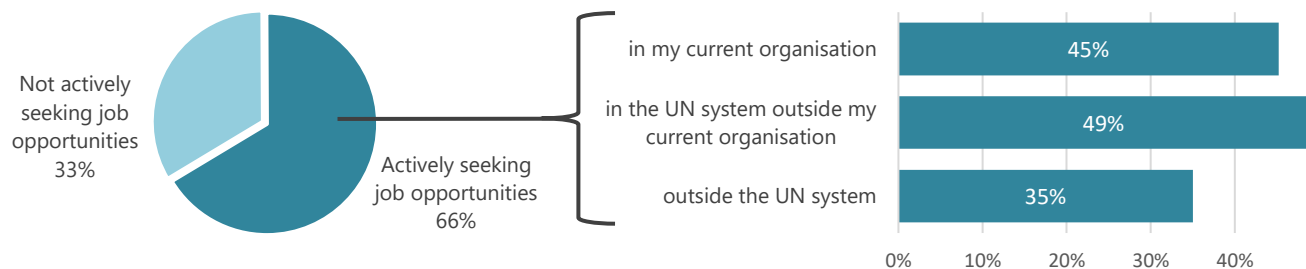 Not actively
seeking job
opportunities
33%
Actively seeking
job opportunities
66%
in my current organisation
45%
in the UN system outside my
current organisation
49%
outside the UN system
35%
0%
10%
20%
30%
40%